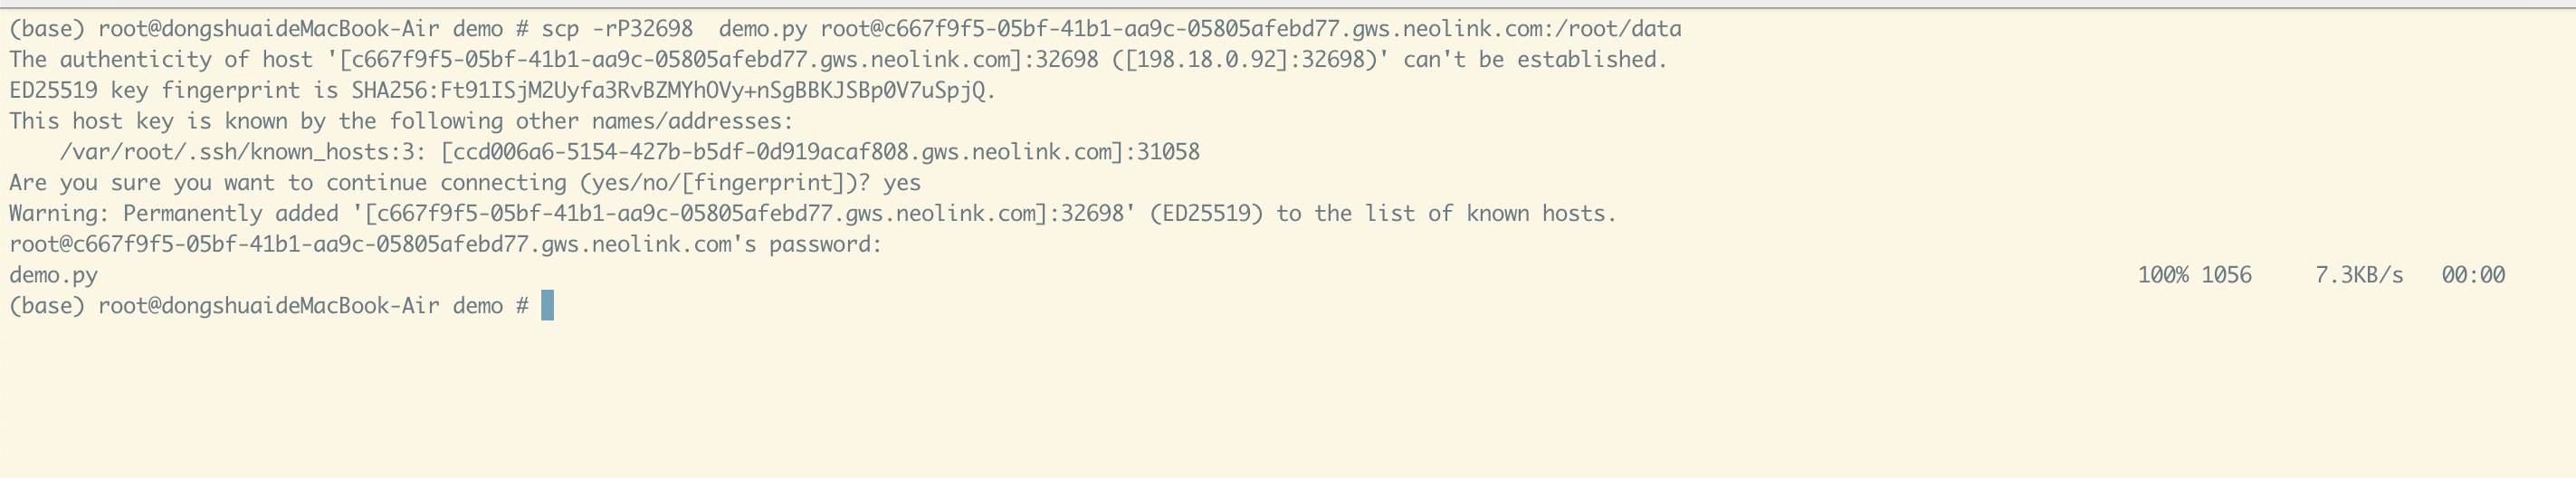 (base) root@dongshuaideMacBook-Air demo # scp -rP32698  demo.py root@c667f9f5-05bf-41b1-aa9c-05805afebd77.gws.neolink.com:/root/data
The authenticity of host '[c667f9f5-05bf-41b1-aa9c-05805afebd77.gws.neolink.com]:32698 ([198.18.0.92]:32698)' can't be established.
ED25519 key fingerprint is SHA256:Ft91ISjM2Uyfa3RvBZMYhOVy+nSgBBKJSBp0V7uSpjQ.
This host key is known by the following other names/addresses:
    /var/root/.ssh/known_hosts:3: [ccd006a6-5154-427b-b5df-0d919acaf808.gws.neolink.com]:31058
Are you sure you want to continue connecting (yes/no/[fingerprint])? yes
Warning: Permanently added '[c667f9f5-05bf-41b1-aa9c-05805afebd77.gws.neolink.com]:32698' (ED25519) to the list of known hosts.
root@c667f9f5-05bf-41b1-aa9c-05805afebd77.gws.neolink.com's password:
demo.py 100% 1056 7.3KB/s 00:00
(base) root@dongshuaideMacBook-Air demo #